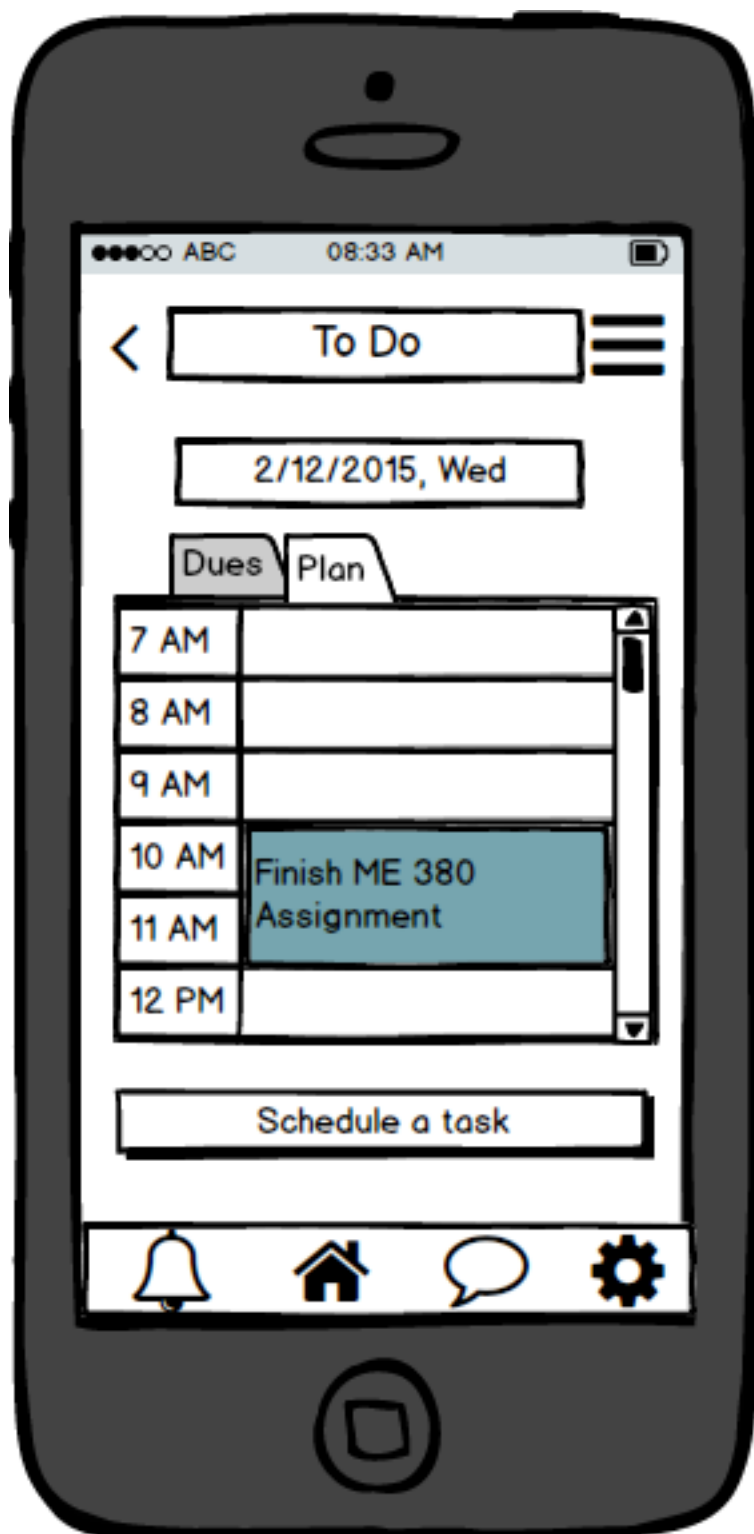 ABC 08:33 AM
To Do
2/12/2015, Wed
Dues Plan
7 AM
8 AM
9 AM
10 AM
Finish ME 380
Assignment
11 AM
12 PM
Schedule a task